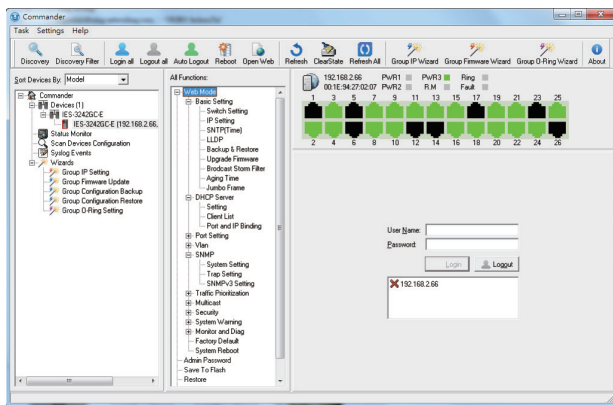 Commander
Task Settings Help
Discovery Discovery Filter Login all Logout all Auto Logout Reboot Open Web Refresh ClearState Refresh All Group IP Wizard Group Firmware Wizard Group O-Ring Wizard About
Sort Devices By: Model
Commander
Devices (1)
IES-3242GC-E
IES-3242GC-E [192.168.2.66,
Status Monitor
Scan Devices Configuration
Syslog Events
Wizards
Group IP Setting
Group Firmware Update
Group Configuration Backup
Group Configuration Restore
Group O-Ring Setting
All Functions:
Web Mode
Basic Setting
Switch Setting
IP Setting
SNTP(Time)
LLDP
Backup & Restore
Upgrade Firmware
Brodcast Storm Filter
Aging Time
Jumbo Frame
DHCP Server
Setting
Client List
Port and IP Binding
Port Setting
Vlan
SNMP
System Setting
Trap Setting
SNMPv3 Setting
Traffic Prioritization
Multicast
Security
System Warning
Monitor and Diag
Factory Default
System Reboot
Admin Password
Save To Flash
Restore
192.168.2.66 PWR1 PWR3 Ring
00:1E:94:27:02:07 PWR2 R.M Fault
1 3 5 7 9 11 13 15 17 19 21 23 25
2 4 6 8 10 12 14 16 18 20 22 24 26
User Name:
Password:
Login Logout
192.168.2.66